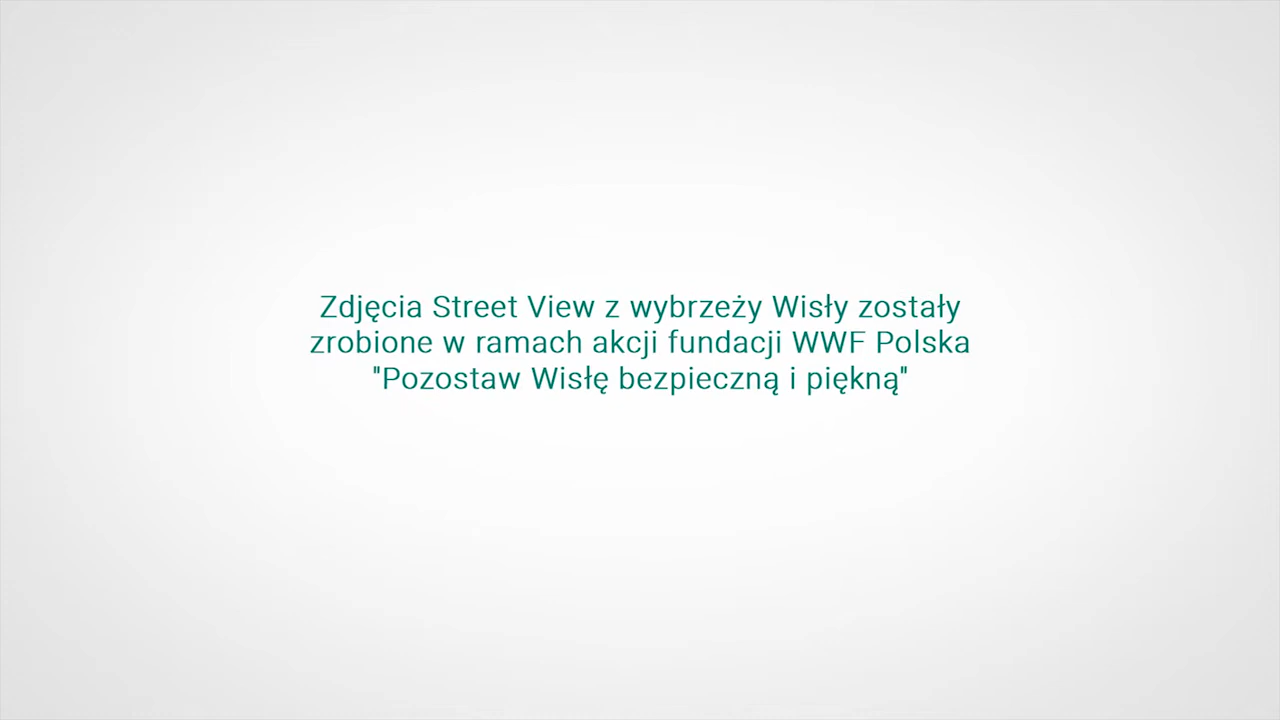 Zdjęcia Street View z wybrzeży Wisły zostały
zrobione w ramach akcji fundacji WWF Polska
"Pozostaw Wisłę bezpieczną i piękną"